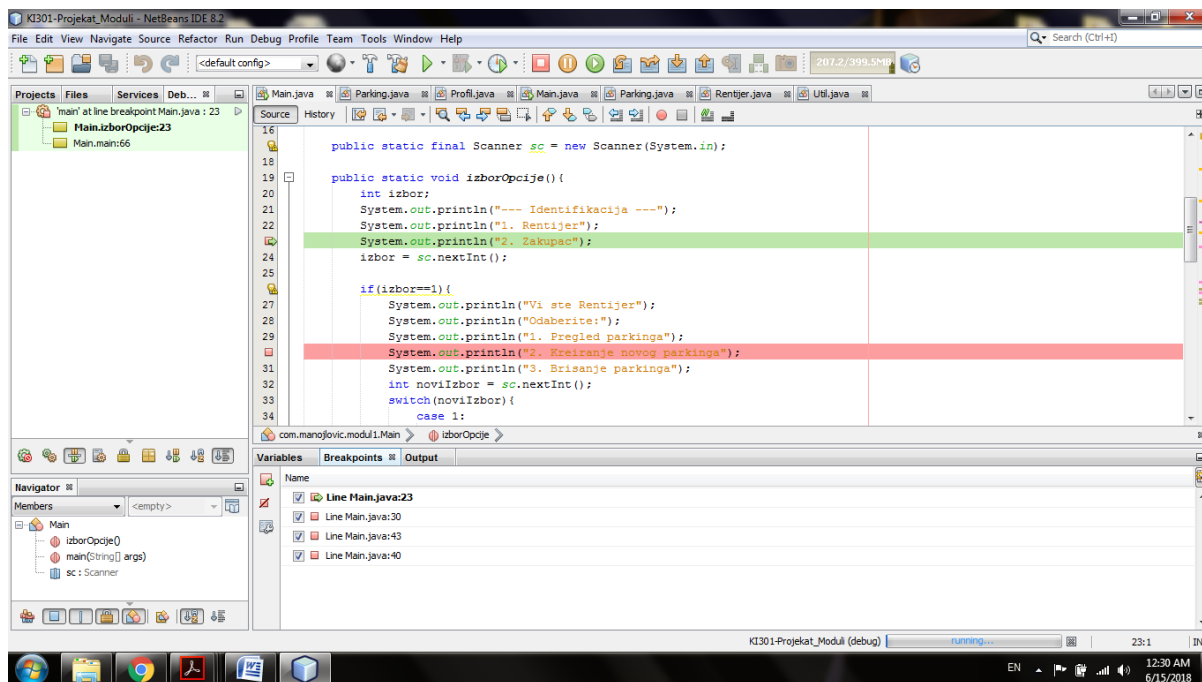 KI301-Projekat_Moduli - NetBeans IDE 8.2
File Edit View Navigate Source Refactor Run Debug Profile Team Tools Window Help
Search (Ctrl+I)
<default config>
207.2/399.5MB
Projects Files Services Deb...
Main.java Parking.java Profil.java Main.java Parking.java Rentijer.java Util.java
'main' at line breakpoint Main.java : 23
Main.izborOpcije:23
Main.main:66
Source History
16
public static final Scanner sc = new Scanner(System.in);
18
19 public static void izborOpcije(){
20 int izbor;
21 System.out.println("--- Identifikacija ---");
22 System.out.println("1. Rentijer");
System.out.println("2. Zakupac");
24 izbor = sc.nextInt();
25
if(izbor==1){
27 System.out.println("Vi ste Rentijer");
28 System.out.println("Odaberite:");
29 System.out.println("1. Pregled parkinga");
System.out.println("2. Kreiranje novog parkinga");
31 System.out.println("3. Brisanje parkinga");
32 int noviIzbor = sc.nextInt();
33 switch(noviIzbor){
34 case 1:
com.manojlovic.modul1.Main izborOpcije
Variables Breakpoints Output
Name
Line Main.java:23
Line Main.java:30
Line Main.java:43
Line Main.java:40
Navigator
Members <empty>
Main
izborOpcije()
main(String[] args)
sc : Scanner
KI301-Projekat_Moduli (debug) running... 23:1 IN
EN 12:30 AM
6/15/2018